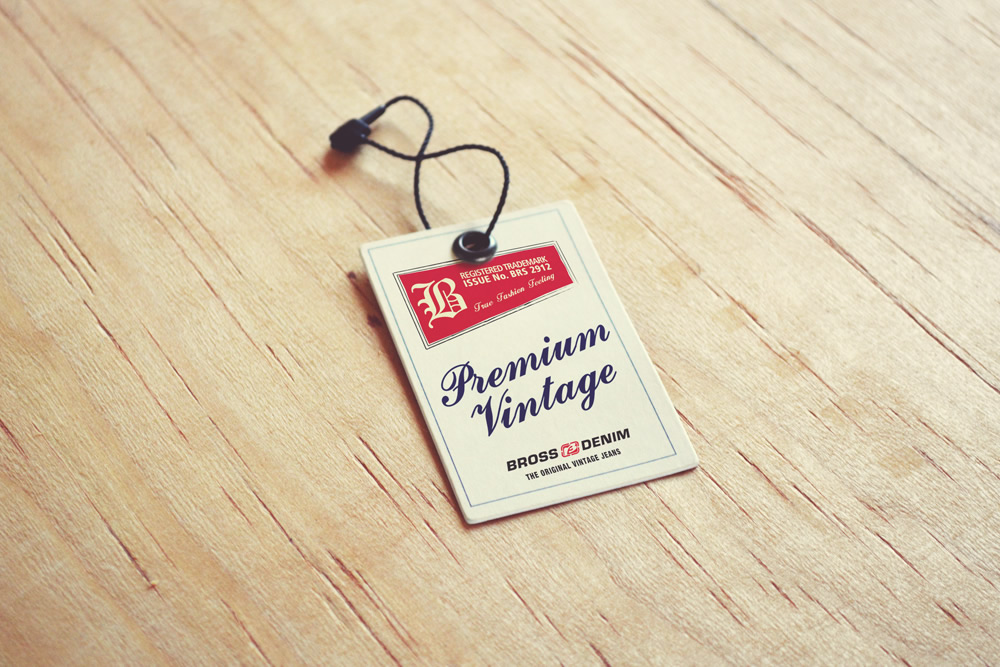 REGISTERED TRADEMARK
ISSUE No. BRS 2912
B
True Fashion Feeling
Premium
Vintage
BROSS DENIM
THE ORIGINAL VINTAGE JEANS